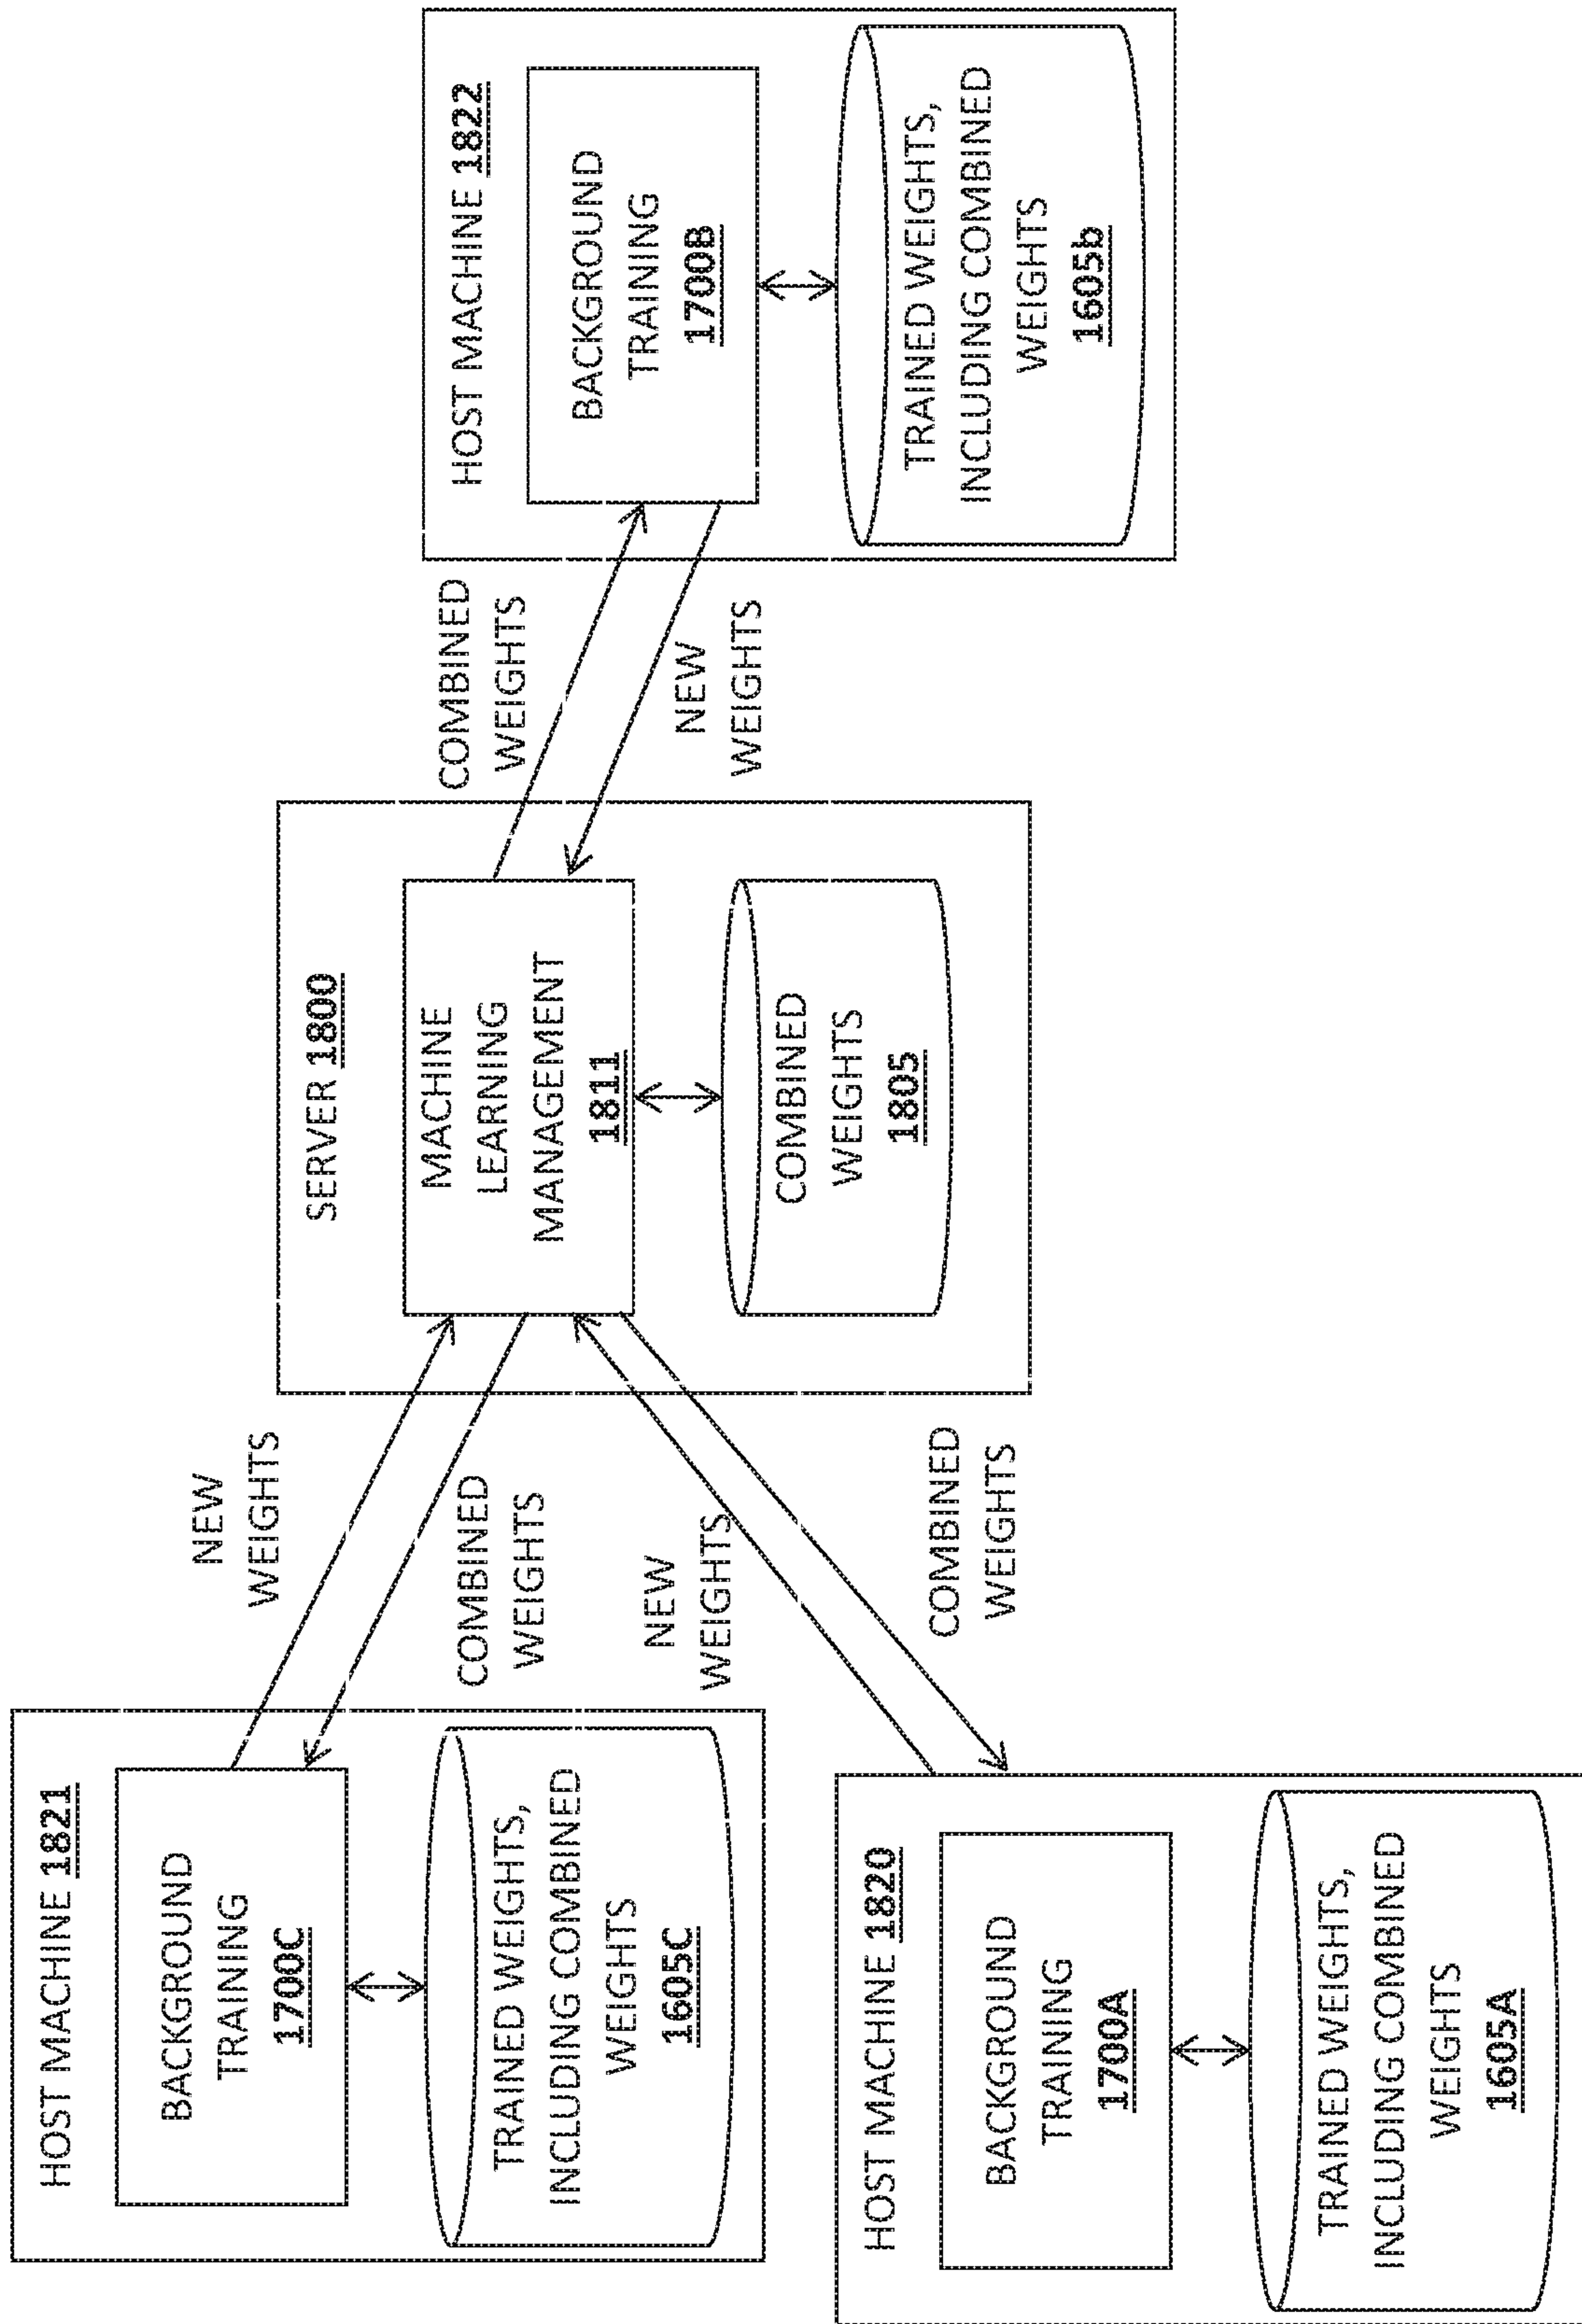 HOST MACHINE 1821
BACKGROUND
TRAINING
1700C
TRAINED WEIGHTS,
INCLUDING COMBINED
WEIGHTS
1605C
NEW
WEIGHTS
COMBINED
WEIGHTS
HOST MACHINE 1820
BACKGROUND
TRAINING
1700A
TRAINED WEIGHTS,
INCLUDING COMBINED
WEIGHTS
1605A
NEW
WEIGHTS
COMBINED
WEIGHTS
SERVER 1800
MACHINE
LEARNING
MANAGEMENT
1811
COMBINED
WEIGHTS
1805
COMBINED
WEIGHTS
NEW
WEIGHTS
HOST MACHINE 1822
BACKGROUND
TRAINING
1700B
TRAINED WEIGHTS,
INCLUDING COMBINED
WEIGHTS
1605b